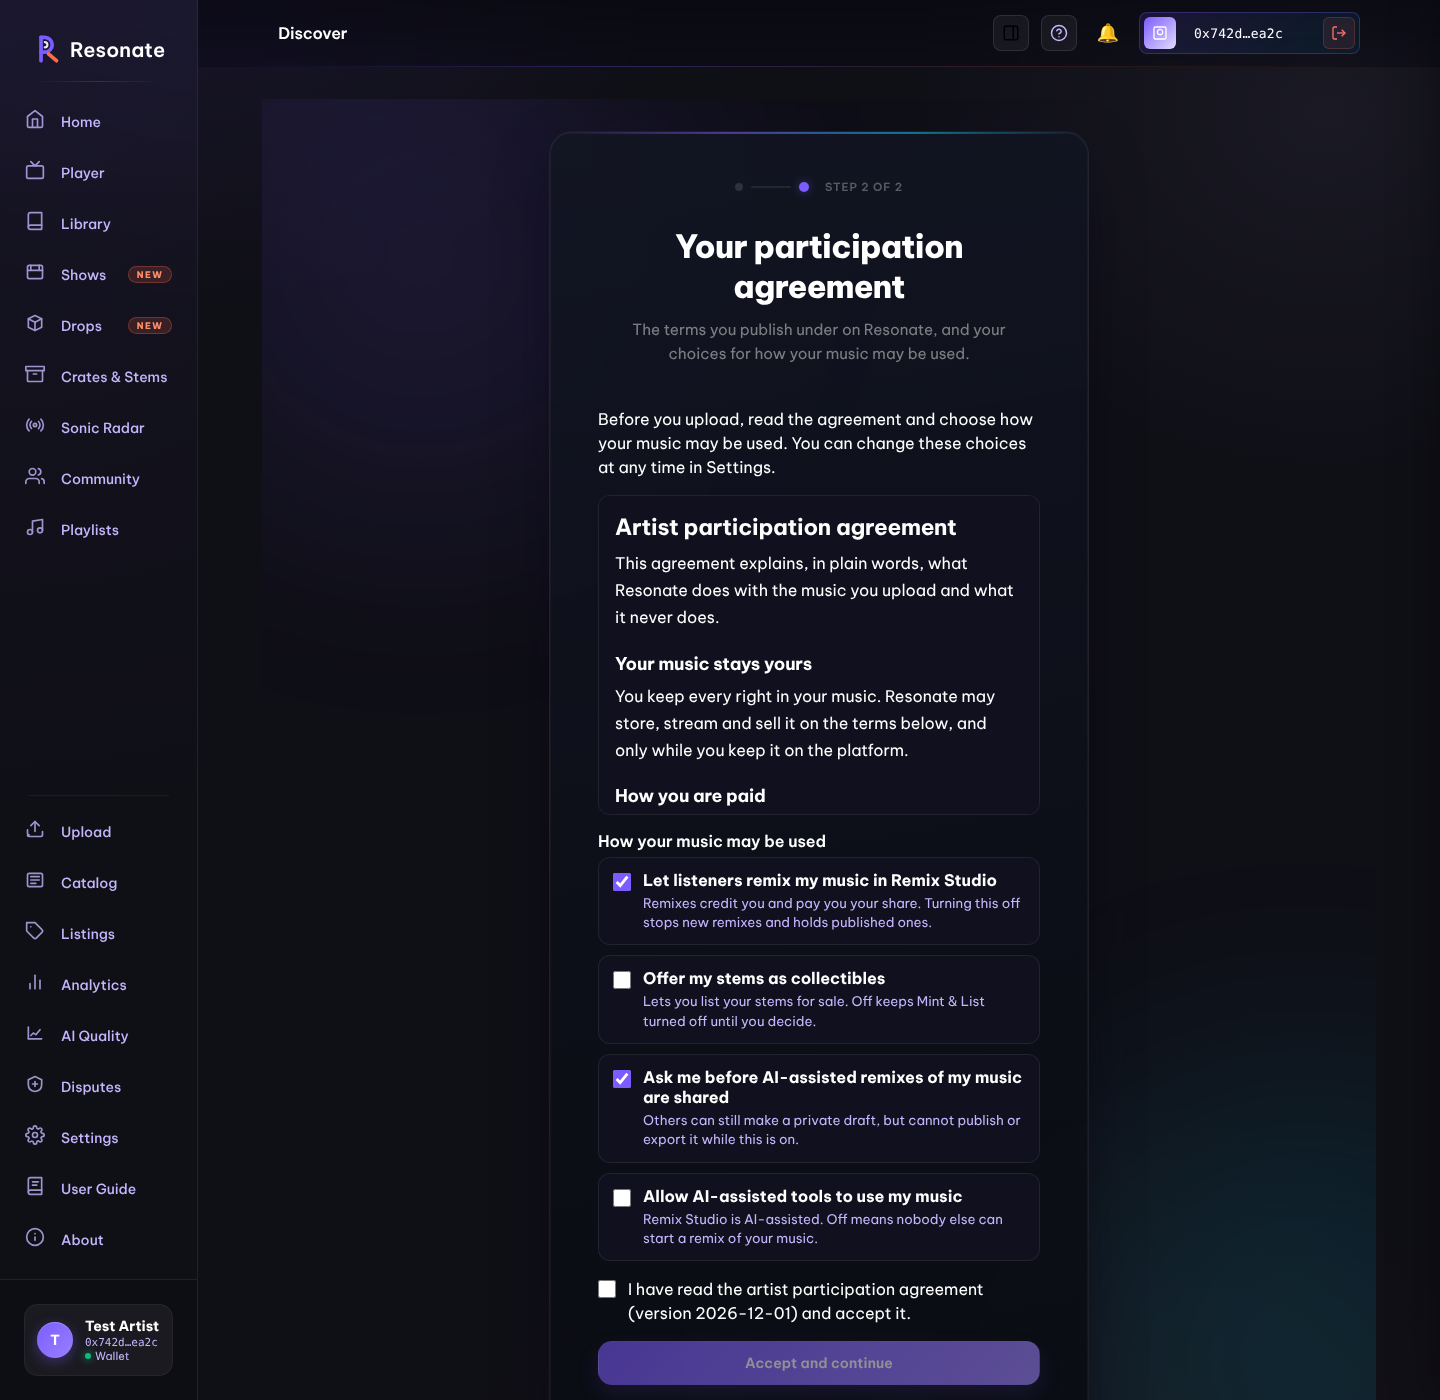 Resonate
Home
Player
Library
Shows NEW
Drops NEW
Crates & Stems
Sonic Radar
Community
Playlists
Upload
Catalog
Listings
Analytics
AI Quality
Disputes
Settings
User Guide
About
T
Test Artist
0x742d…ea2c
Wallet
Discover
0x742d…ea2c
STEP 2 OF 2
Your participation
agreement
The terms you publish under on Resonate, and your
choices for how your music may be used.
Before you upload, read the agreement and choose how
your music may be used. You can change these choices
at any time in Settings.
Artist participation agreement
This agreement explains, in plain words, what
Resonate does with the music you upload and what
it never does.
Your music stays yours
You keep every right in your music. Resonate may
store, stream and sell it on the terms below, and
only while you keep it on the platform.
How you are paid
How your music may be used
Let listeners remix my music in Remix Studio
Remixes credit you and pay you your share. Turning this off
stops new remixes and holds published ones.
Offer my stems as collectibles
Lets you list your stems for sale. Off keeps Mint & List
turned off until you decide.
Ask me before AI-assisted remixes of my music
are shared
Others can still make a private draft, but cannot publish or
export it while this is on.
Allow AI-assisted tools to use my music
Remix Studio is AI-assisted. Off means nobody else can
start a remix of your music.
I have read the artist participation agreement
(version 2026-12-01) and accept it.
Accept and continue